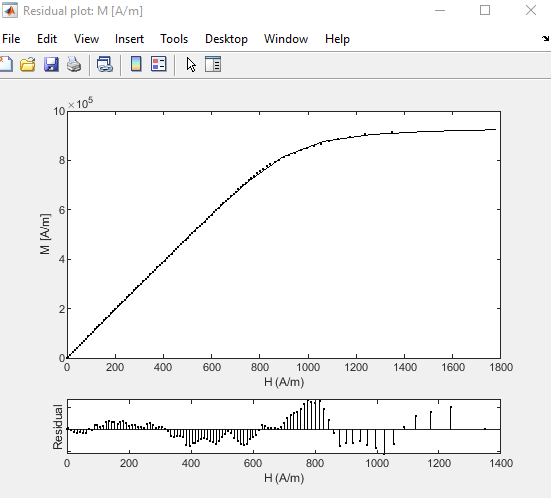 Residual plot: M [A/m]
File Edit View Insert Tools Desktop Window Help
×10⁵
10
8
6
4
2
0
M [A/m]
0 200 400 600 800 1000 1200 1400 1600 1800
H (A/m)
Residual
0 200 400 600 800 1000 1200 1400
H (A/m)